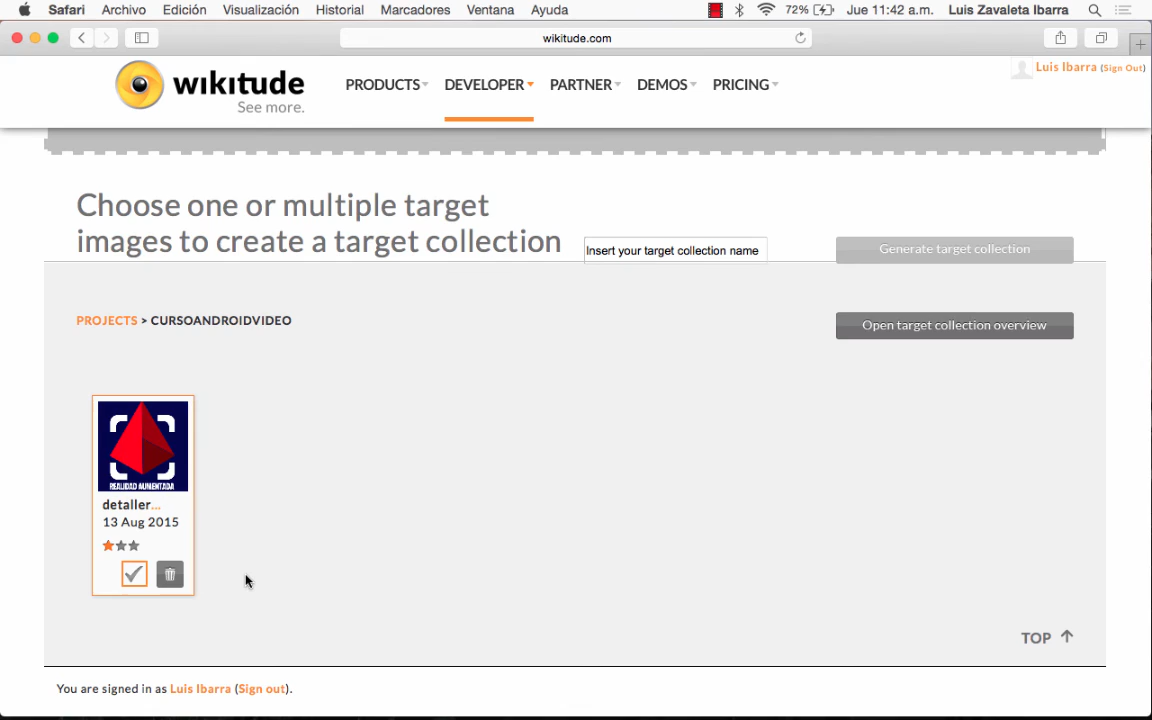 Safari Archivo Edición Visualización Historial Marcadores Ventana Ayuda 72% Jue 11:42 a.m. Luis Zavaleta Ibarra
wikitude.com
wikitude
See more.
PRODUCTS DEVELOPER PARTNER DEMOS PRICING
Luis Ibarra (Sign Out)
Choose one or multiple target
images to create a target collection
Insert your target collection name
Generate target collection
PROJECTS > CURSOANDROIDVIDEO
Open target collection overview
REALIDAD AUMENTADA
detaller...
13 Aug 2015
TOP
You are signed in as Luis Ibarra (Sign out).